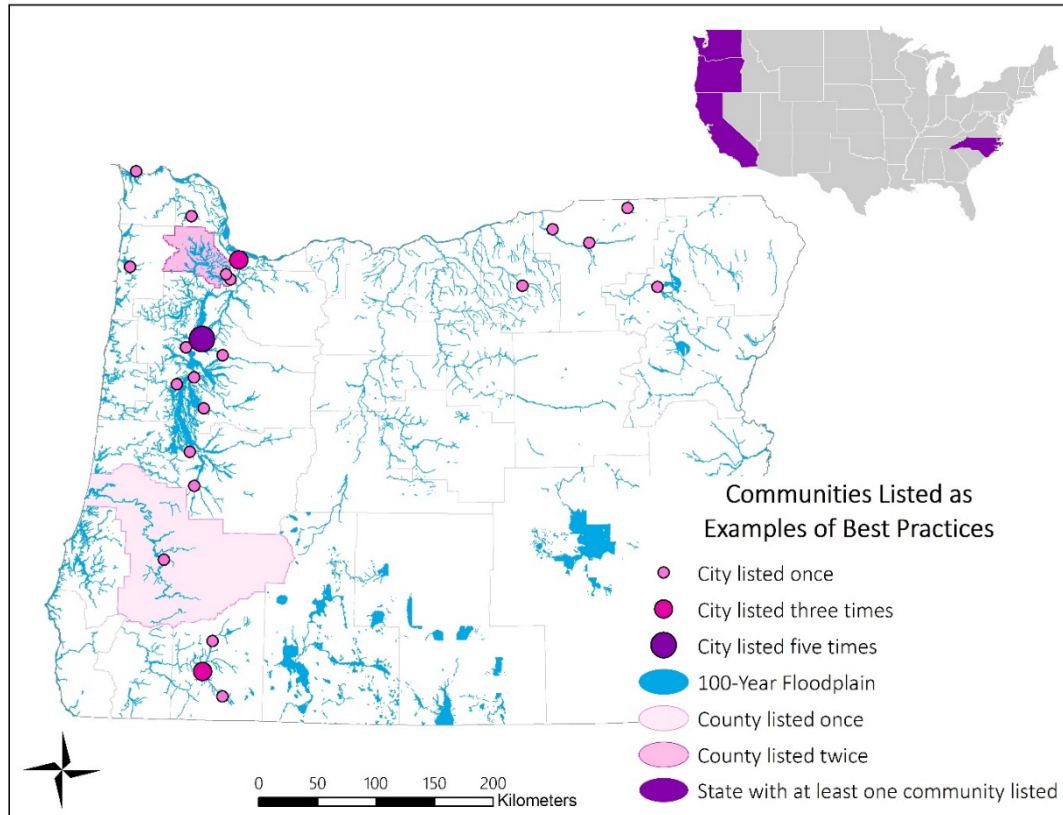 Communities Listed as
Examples of Best Practices
City listed once
City listed three times
City listed five times
100-Year Floodplain
County listed once
County listed twice
State with at least one community listed
0 50 100 150 200
Kilometers